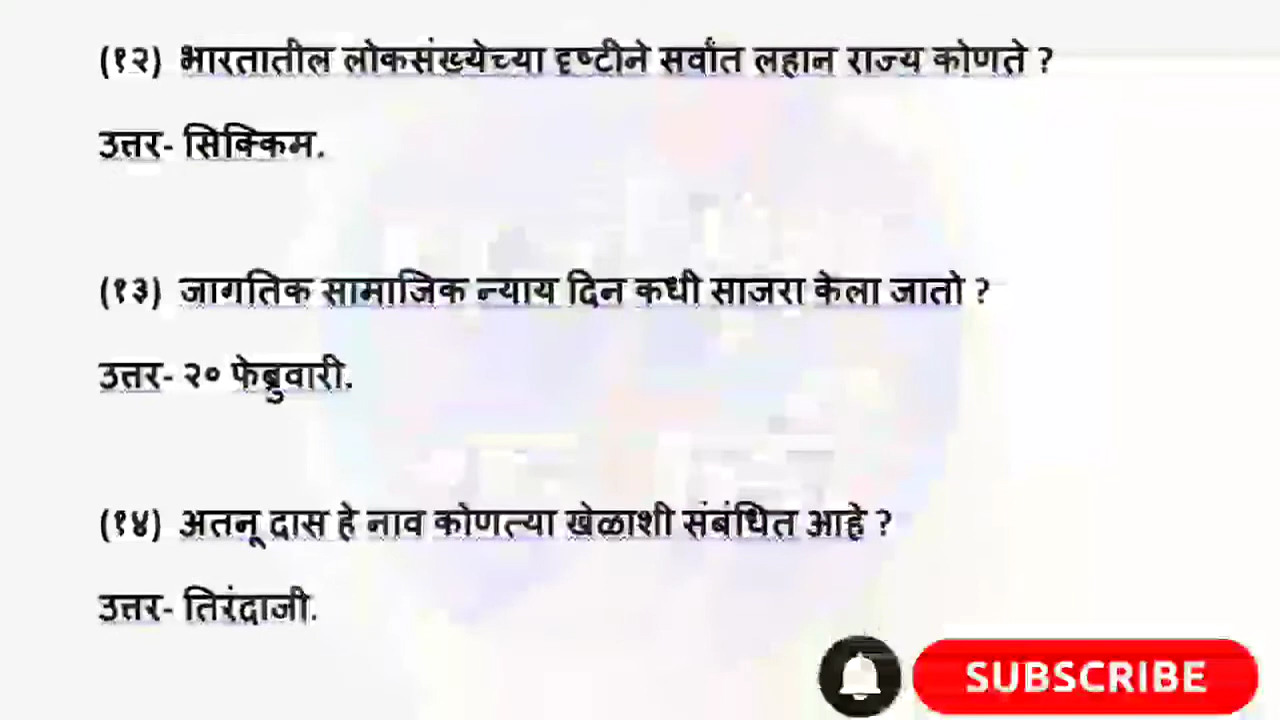 (१२) भारतातील लोकसंख्येच्या दृष्टीने सर्वांत लहान राज्य कोणते ?
उत्तर- सिक्किम.
(१३) जागतिक सामाजिक न्याय दिन कधी साजरा केला जातो ?
उत्तर- २० फेब्रुवारी.
(१४) अतनू दास हे नाव कोणत्या खेळाशी संबंधित आहे ?
उत्तर- तिरंदाजी.
SUBSCRIBE